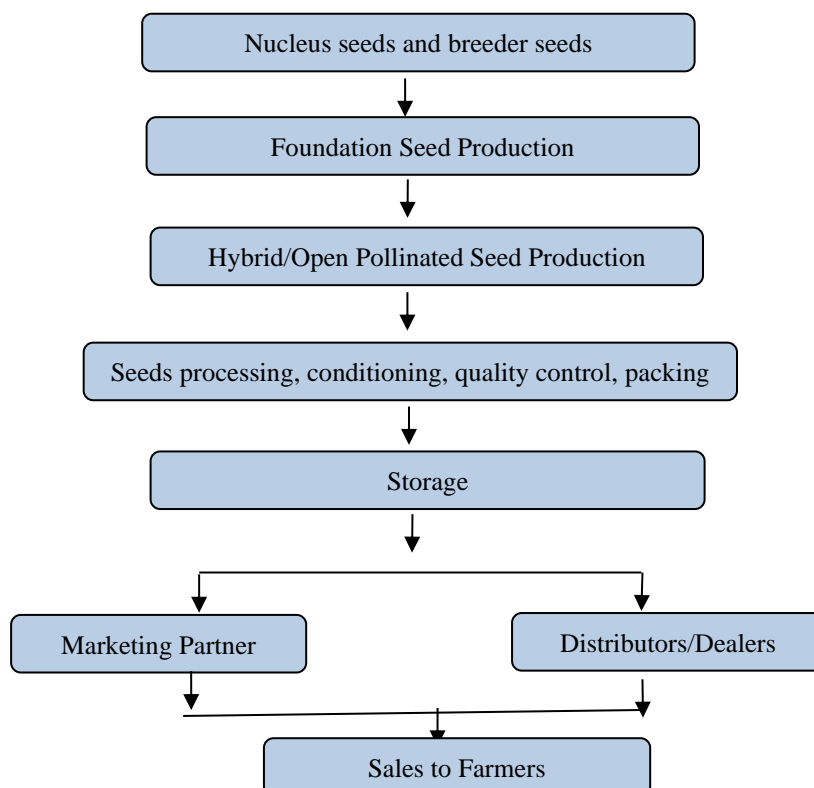 Nucleus seeds and breeder seeds
Foundation Seed Production
Hybrid/Open Pollinated Seed Production
Seeds processing, conditioning, quality control, packing
Storage
Marketing Partner
Distributors/Dealers
Sales to Farmers